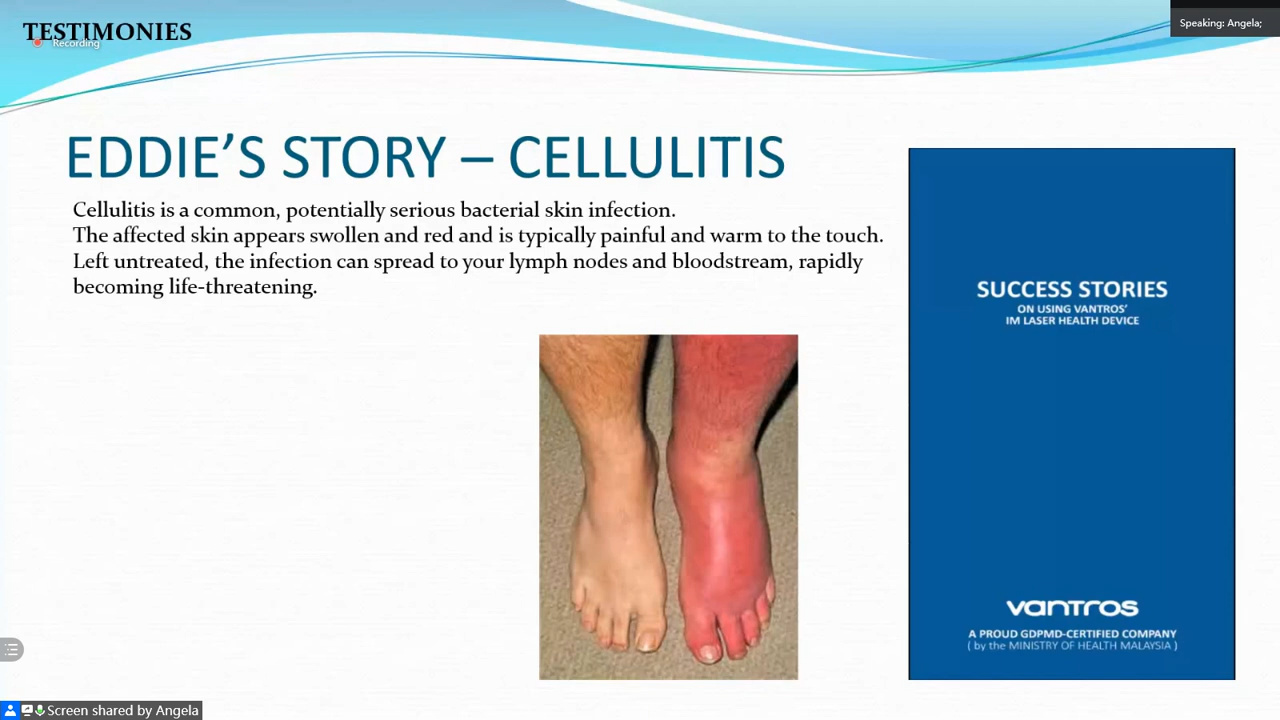 TESTIMONIES
Recording
Speaking: Angela;
EDDIE’S STORY – CELLULITIS
Cellulitis is a common, potentially serious bacterial skin infection.
The affected skin appears swollen and red and is typically painful and warm to the touch.
Left untreated, the infection can spread to your lymph nodes and bloodstream, rapidly
becoming life-threatening.
SUCCESS STORIES
ON USING VANTROS’
IM LASER HEALTH DEVICE
vantros
A PROUD GDPMD-CERTIFIED COMPANY
( by the MINISTRY OF HEALTH MALAYSIA )
Screen shared by Angela